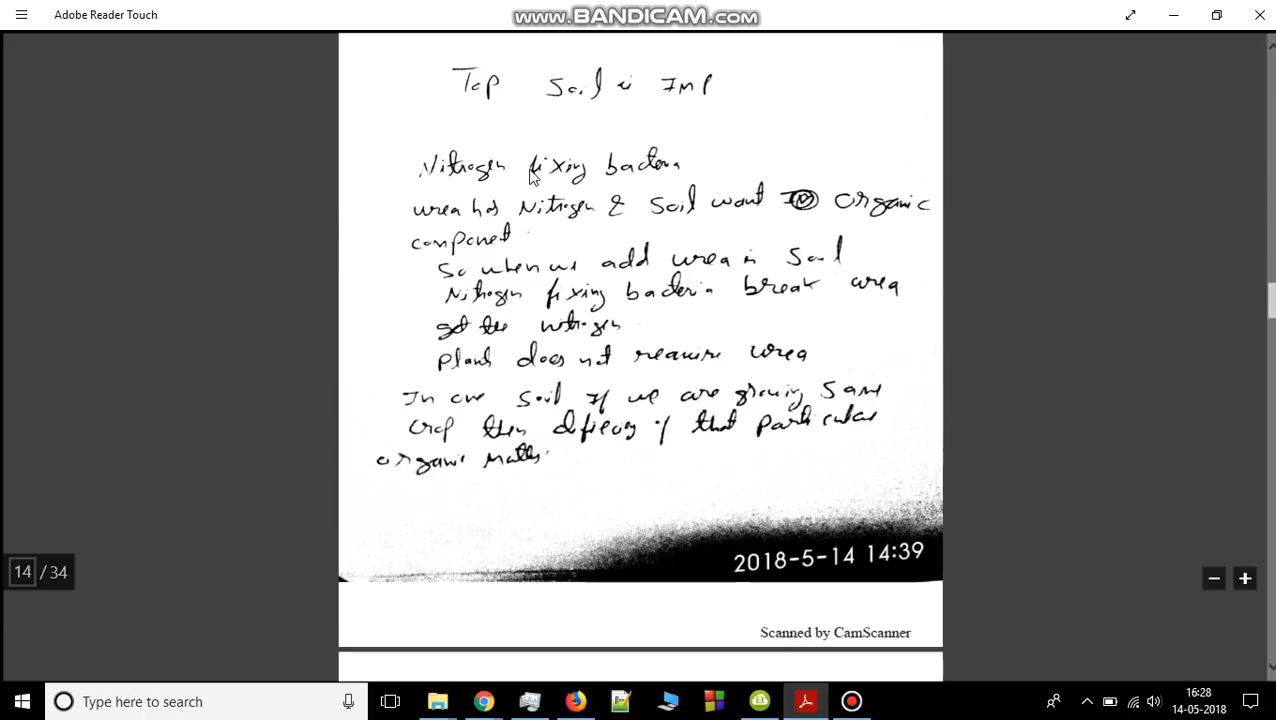 Adobe Reader Touch
www.BANDICAM.com
Top Soil is Imp
Nitrogen fixing bacteria
urea has Nitrogen & Soil want organic
component
So when we add urea in Soil
Nitrogen fixing bacteria break urea
get the nitrogen
plant does not require urea
In one Soil If we are growing Same
crop then of that particular
organic matter
2018-5-14 14:39
14 / 34
Scanned by CamScanner
Type here to search
16:28
14-05-2018